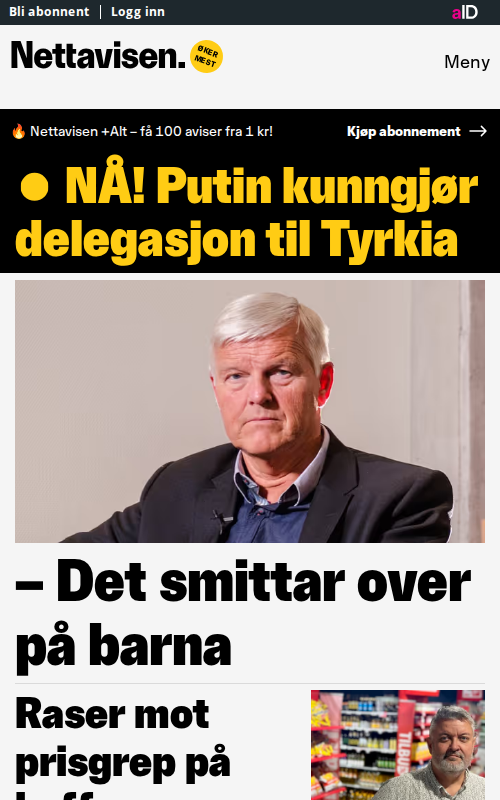 Bli abonnent | Logg inn
aID
Nettavisen.
ØKER
MEST
Meny
🔥 Nettavisen +Alt – få 100 aviser fra 1 kr!
Kjøp abonnement →
● NÅ! Putin kunngjør
delegasjon til Tyrkia
– Det smittar over
på barna
Raser mot
prisgrep på
TILBUD